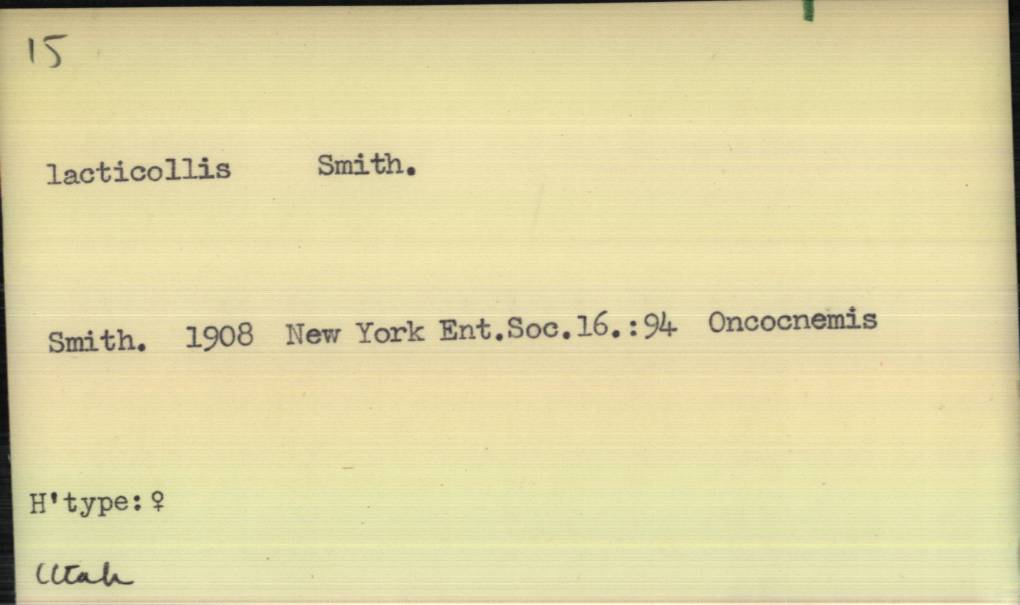 15
lacticollis Smith.
Smith. 1908 New York Ent.Soc.16.:94 Oncocnemis
H'type:♀
Utah